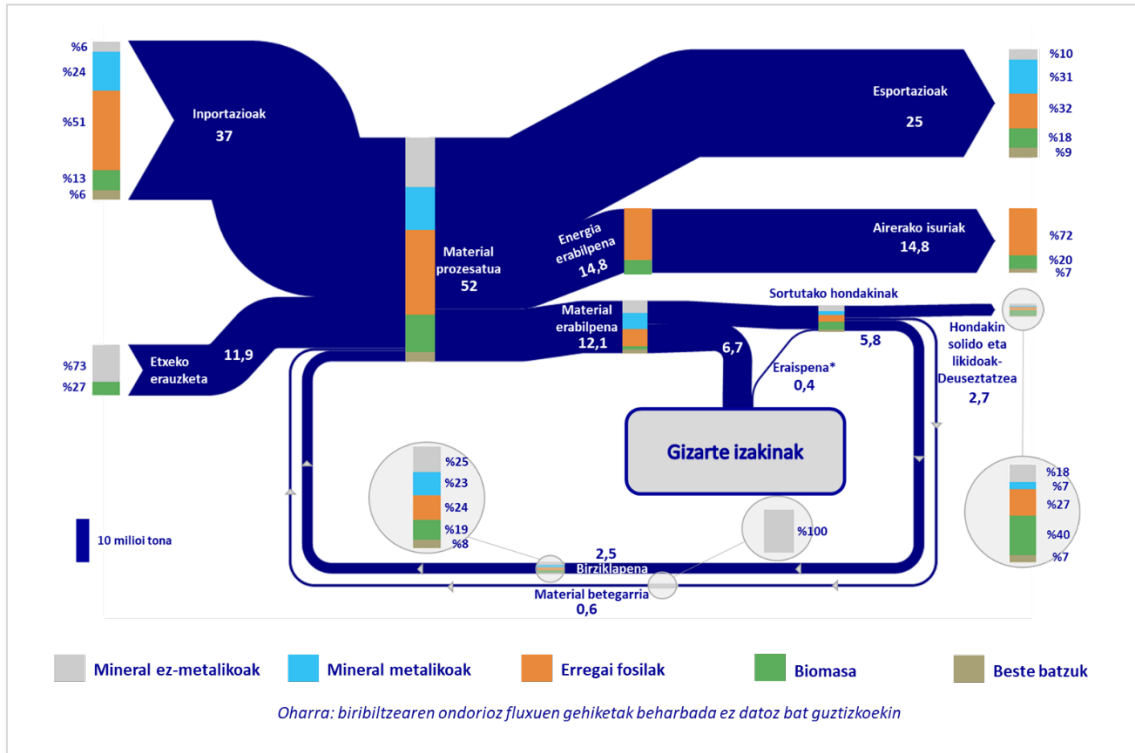 %6
%24
%51
%13
%6
Inportazioak
37
%73
%27
Etxeko
erauzketa
11,9
Material
prozesatua
52
Energia
erabilpena
14,8
Material
erabilpena
12,1
Esportazioak
25
%10
%31
%32
%18
%9
Airerako isuriak
14,8
%72
%20
%7
Sortutako hondakinak
5,8
Hondakin
solido eta
likidoak-
Deuseztatzea
2,7
6,7
Eraispena*
0,4
Gizarte izakinak
%25
%23
%24
%19
%8
%100
%18
%7
%27
%40
%7
10 milioi tona
2,5
Birziklapena
Material betegarria
0,6
Mineral ez-metalikoak
Mineral metalikoak
Erregai fosilak
Biomasa
Beste batzuk
Oharra: biribiltzearen ondorioz fluxuen gehiketak beharbada ez datoz bat guztizkoekin